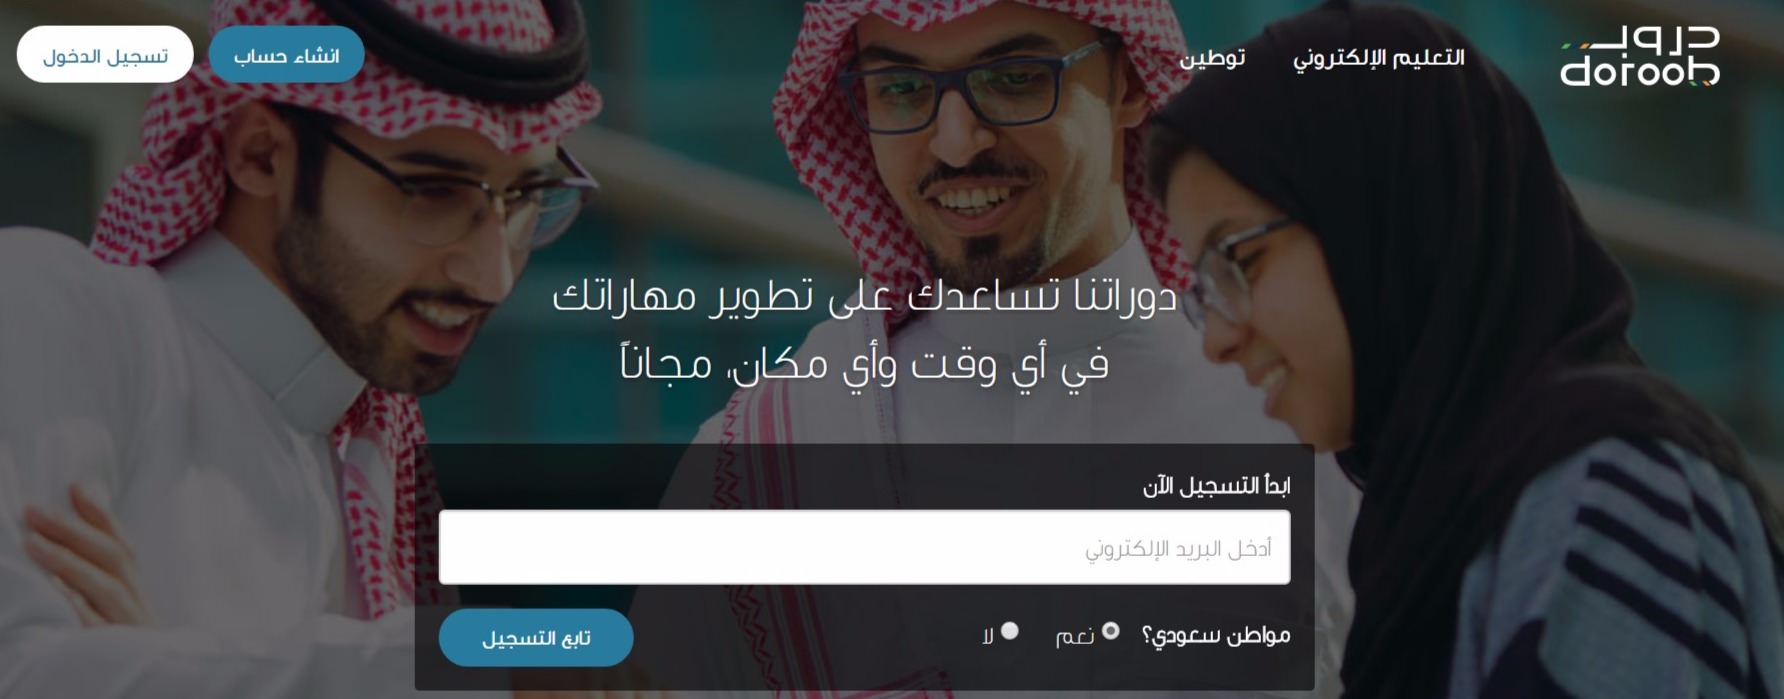 دروب
doroob
التعليم الإلكتروني
توطين
انشاء حساب
تسجيل الدخول
دوراتنا تساعدك على تطوير مهاراتك
في أي وقت وأي مكان، مجاناً
ابدأ التسجيل الآن
أدخل البريد الإلكتروني
مواطن سعودي؟ نعم لا
تابع التسجيل